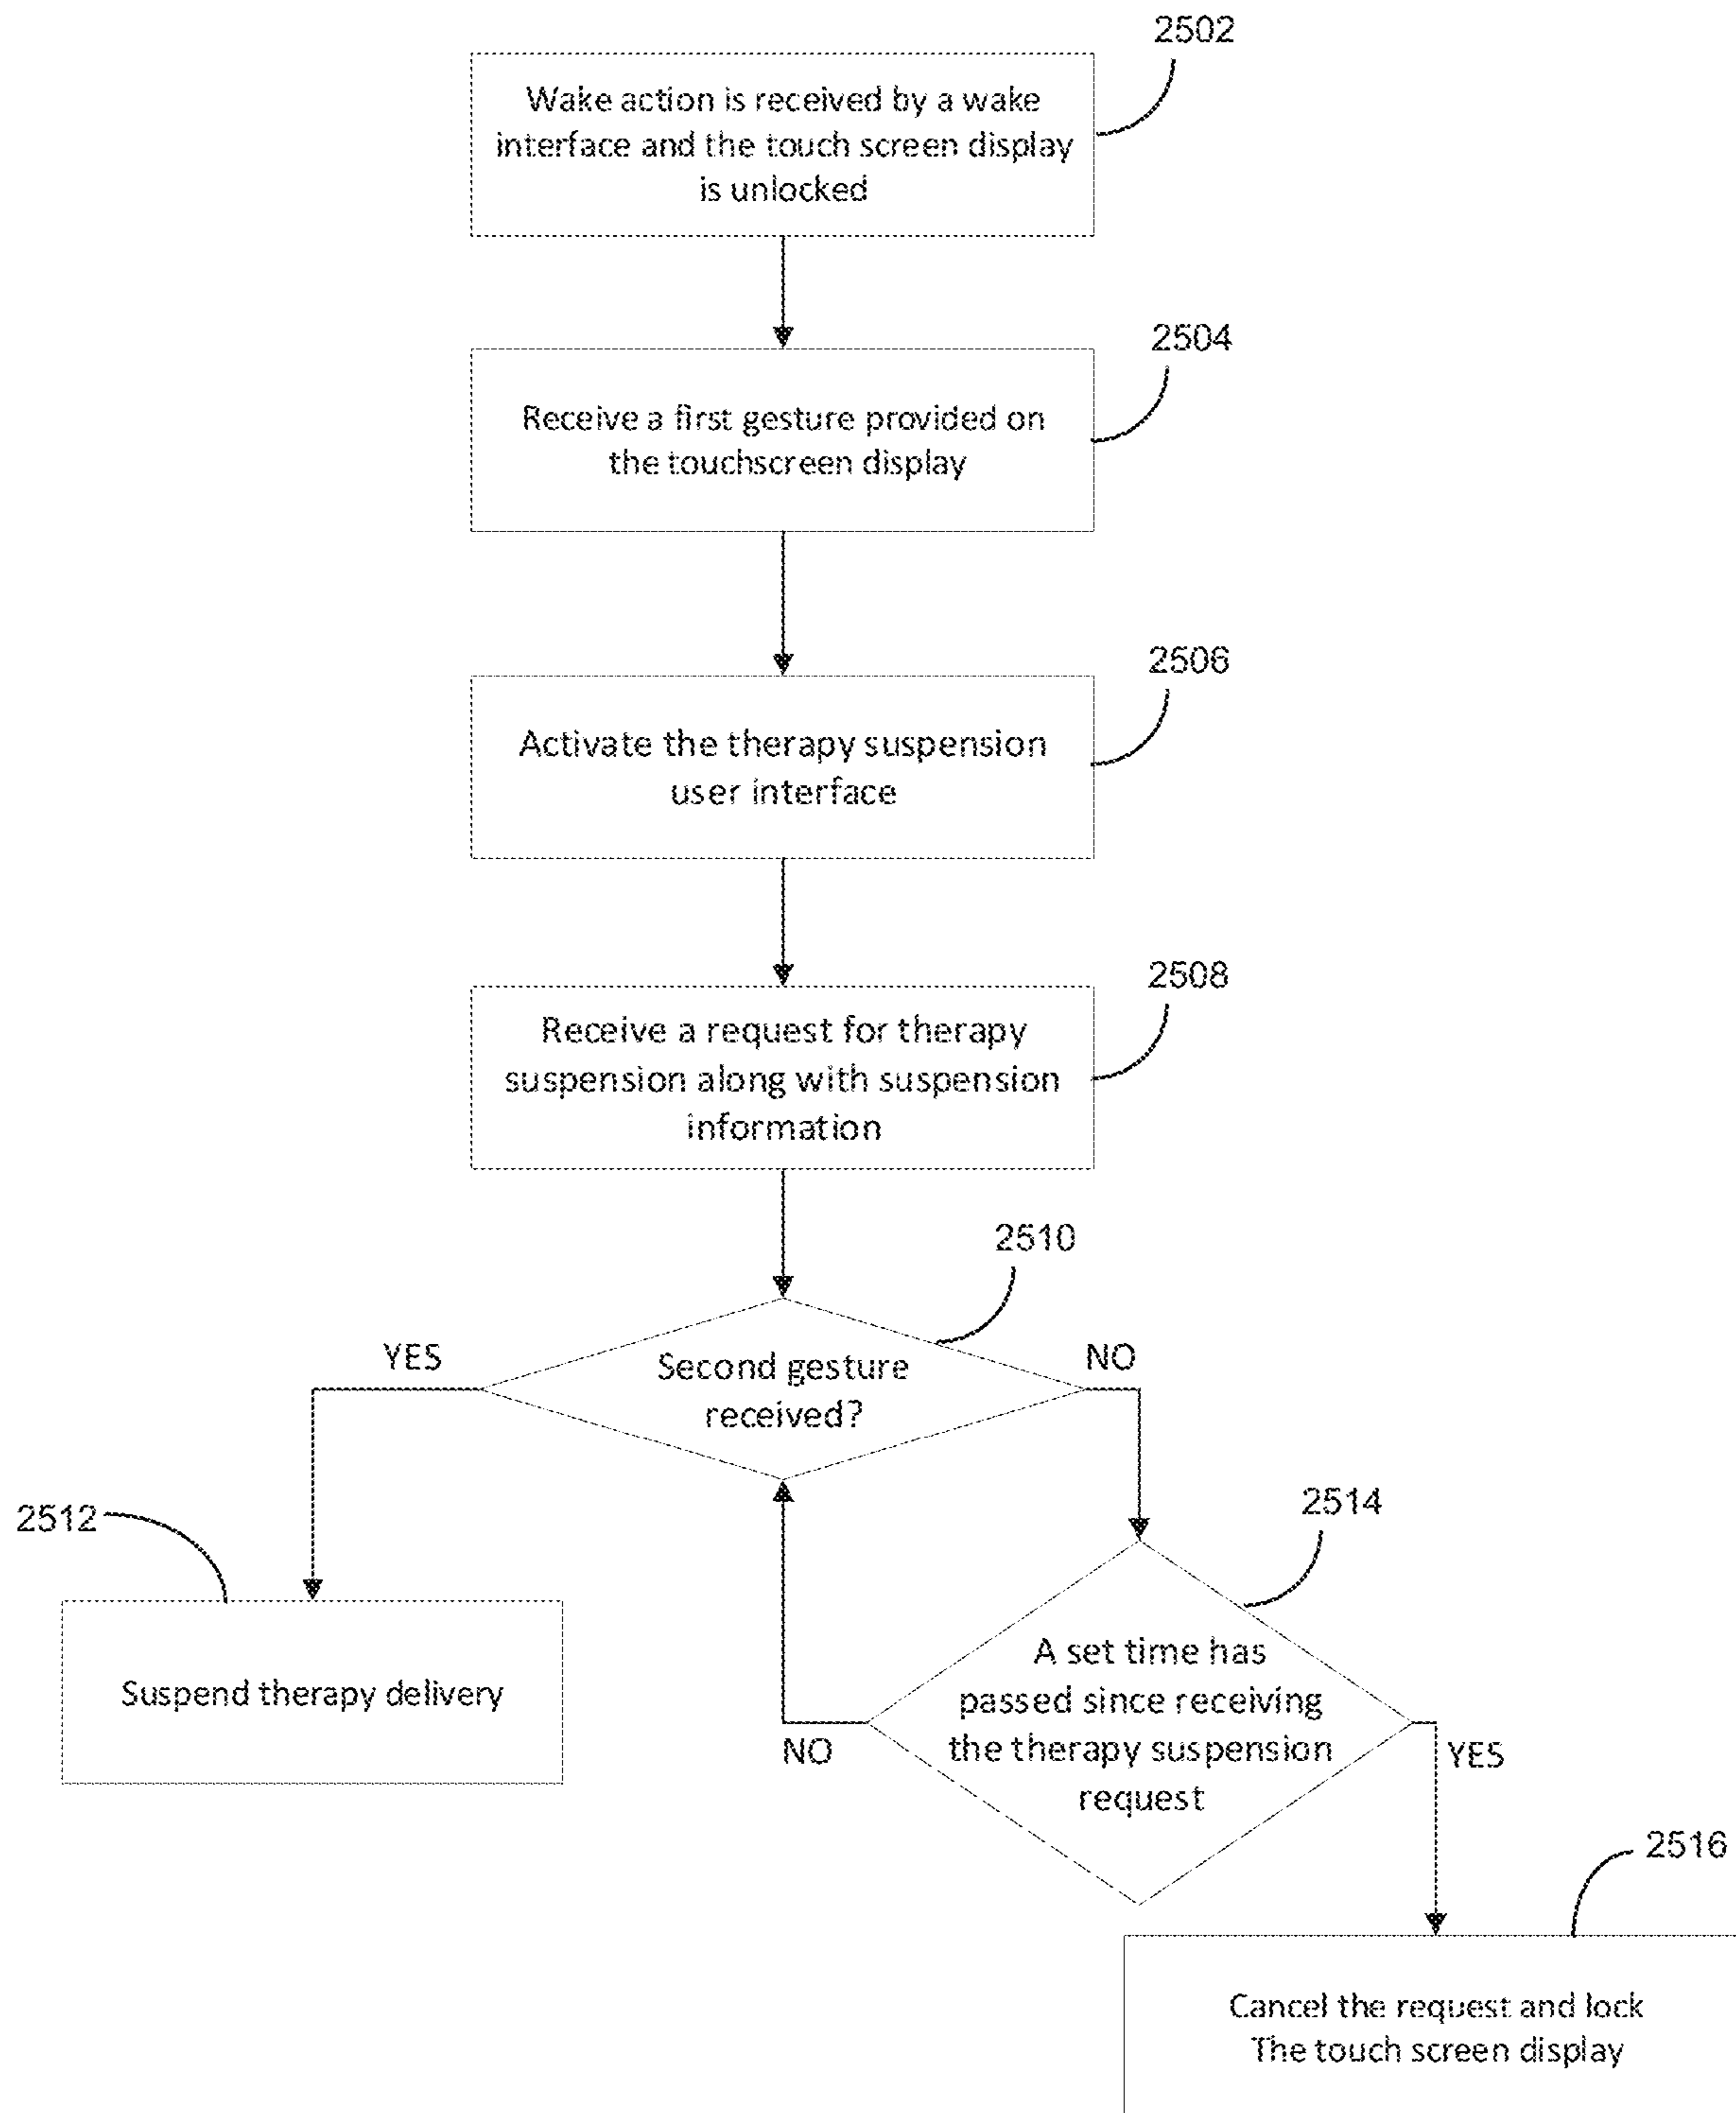 2502
Wake action is received by a wake
interface and the touch screen display
is unlocked
2504
Receive a first gesture provided on
the touchscreen display
2506
Activate the therapy suspension
user interface
2508
Receive a request for therapy
suspension along with suspension
information
2510
YES
Second gesture
received?
NO
2512
Suspend therapy delivery
2514
A set time has
passed since receiving
the therapy suspension
request
NO
YES
2516
Cancel the request and lock
The touch screen display